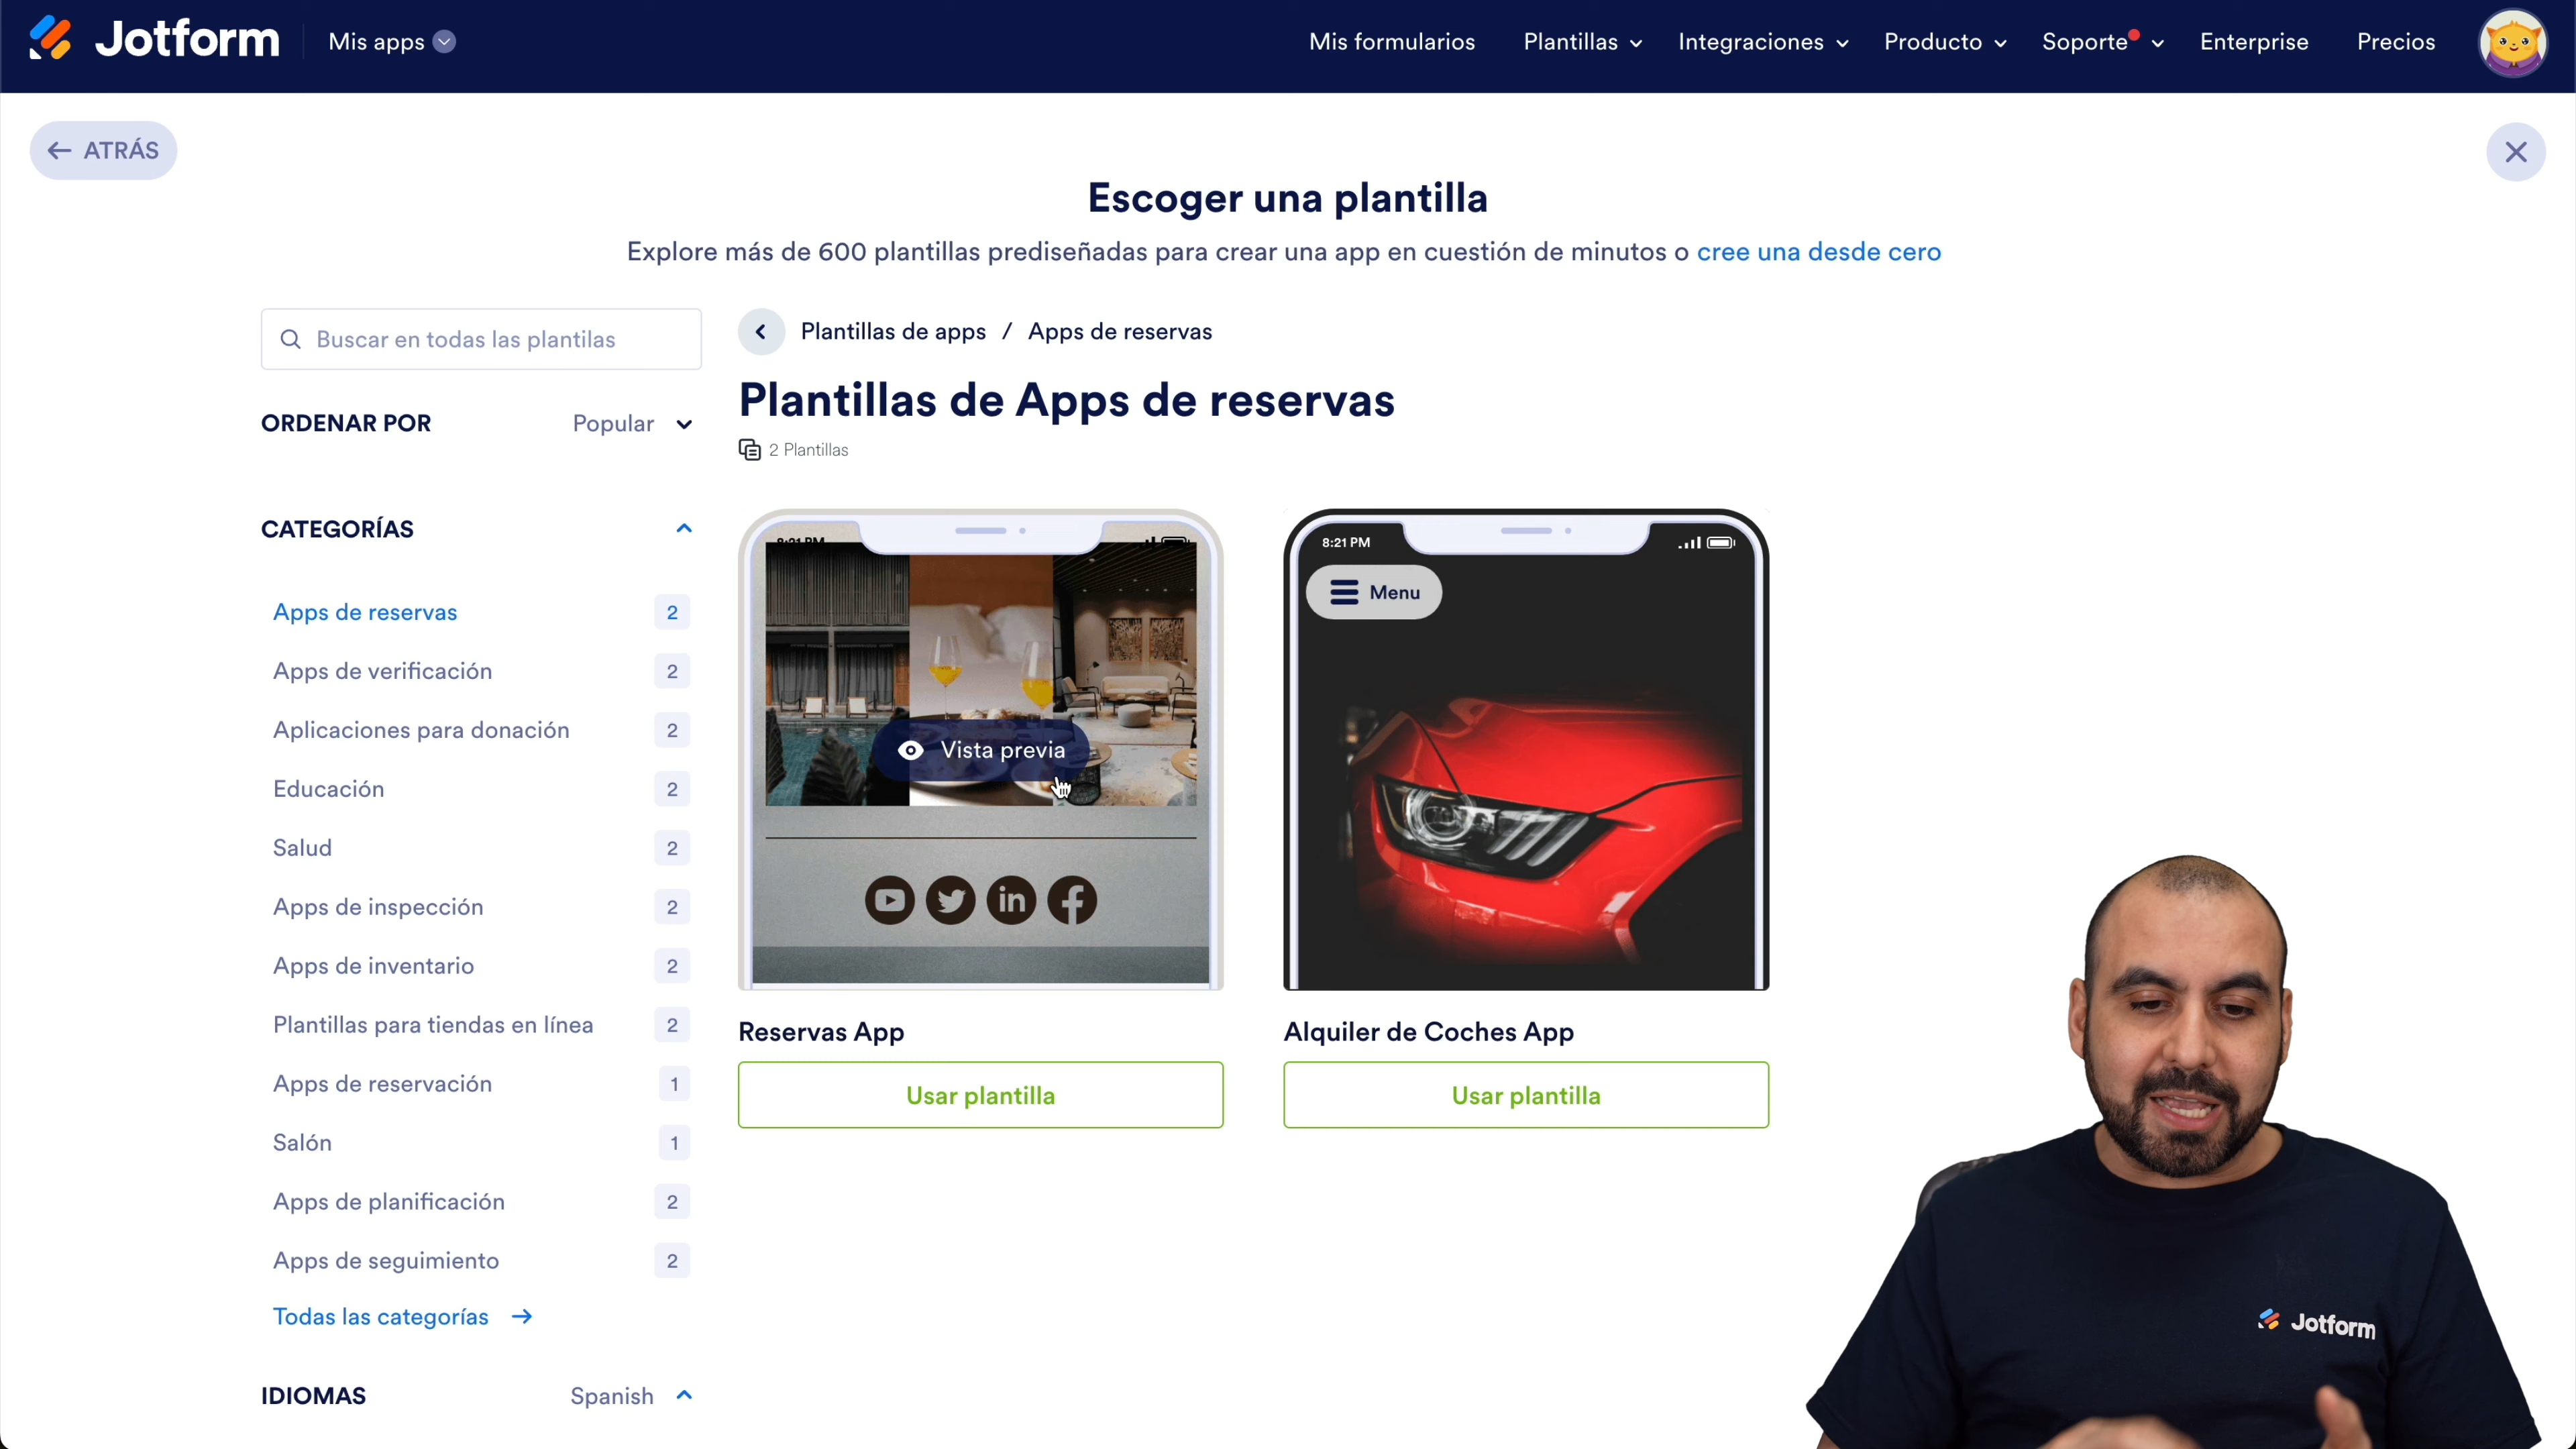 Jotform
Mis apps
Mis formularios
Plantillas
Integraciones
Producto
Soporte
Enterprise
Precios
ATRÁS
Escoger una plantilla
Explore más de 600 plantillas prediseñadas para crear una app en cuestión de minutos o cree una desde cero
Buscar en todas las plantilas
ORDENAR POR
Popular
CATEGORÍAS
Apps de reservas 2
Apps de verificación 2
Aplicaciones para donación 2
Educación 2
Salud 2
Apps de inspección 2
Apps de inventario 2
Plantillas para tiendas en línea 2
Apps de reservación 1
Salón 1
Apps de planificación 2
Apps de seguimiento 2
Todas las categorías
IDIOMAS
Spanish
Plantillas de apps / Apps de reservas
Plantillas de Apps de reservas
2 Plantillas
8:21 PM
Vista previa
Reservas App
Usar plantilla
8:21 PM
Menu
Alquiler de Coches App
Usar plantilla
Jotform